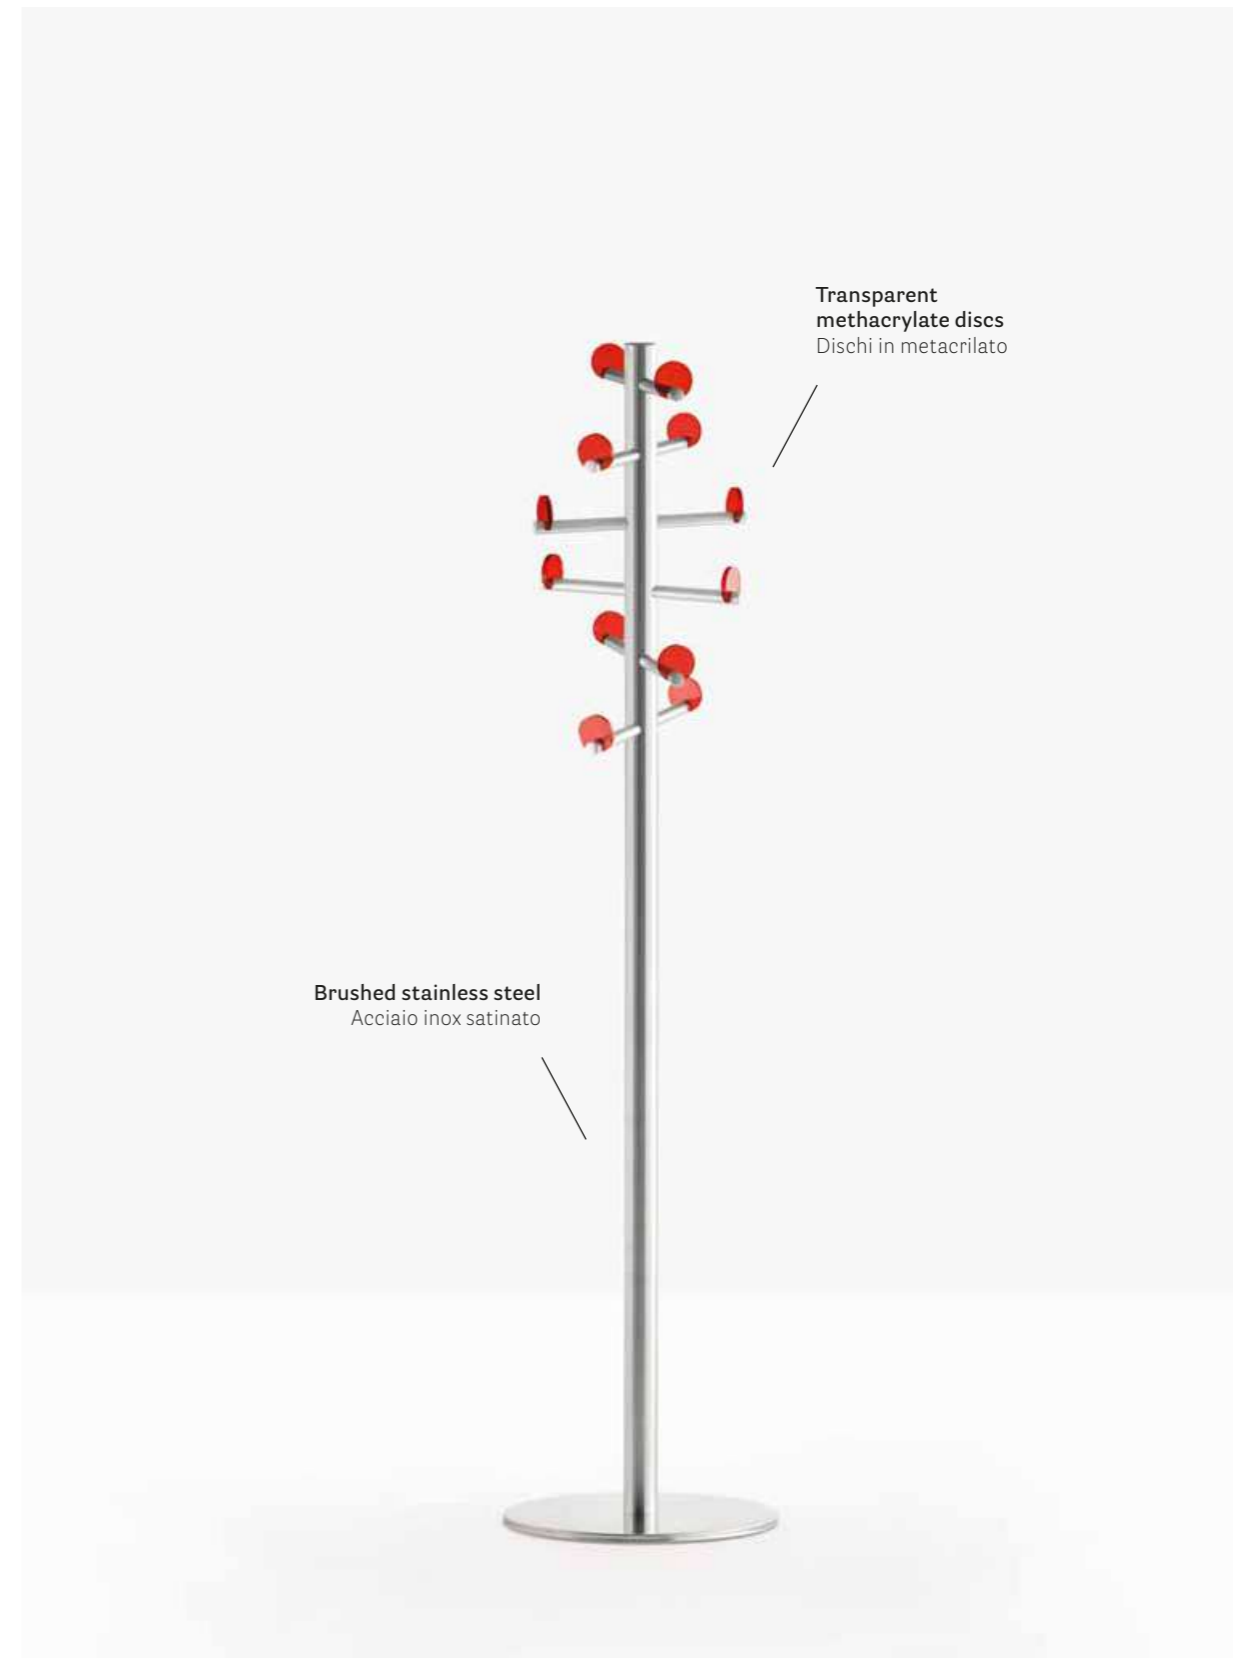 Transparent
methacrylate discs
Dischi in metacrilato
Brushed stainless steel
Acciaio inox satinato